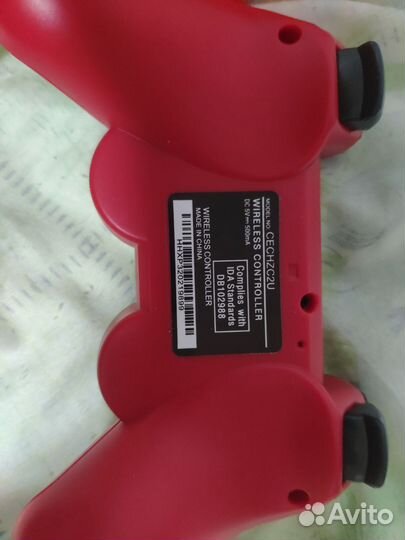 MODEL NO: CECHZC2U
WIRELESS CONTROLLER
DC 5V 500mA
Complies with
IDA Standards
DB102988
WIRELESS CONTROLLER
MADE IN CHINA
HHXP320219899
Avito